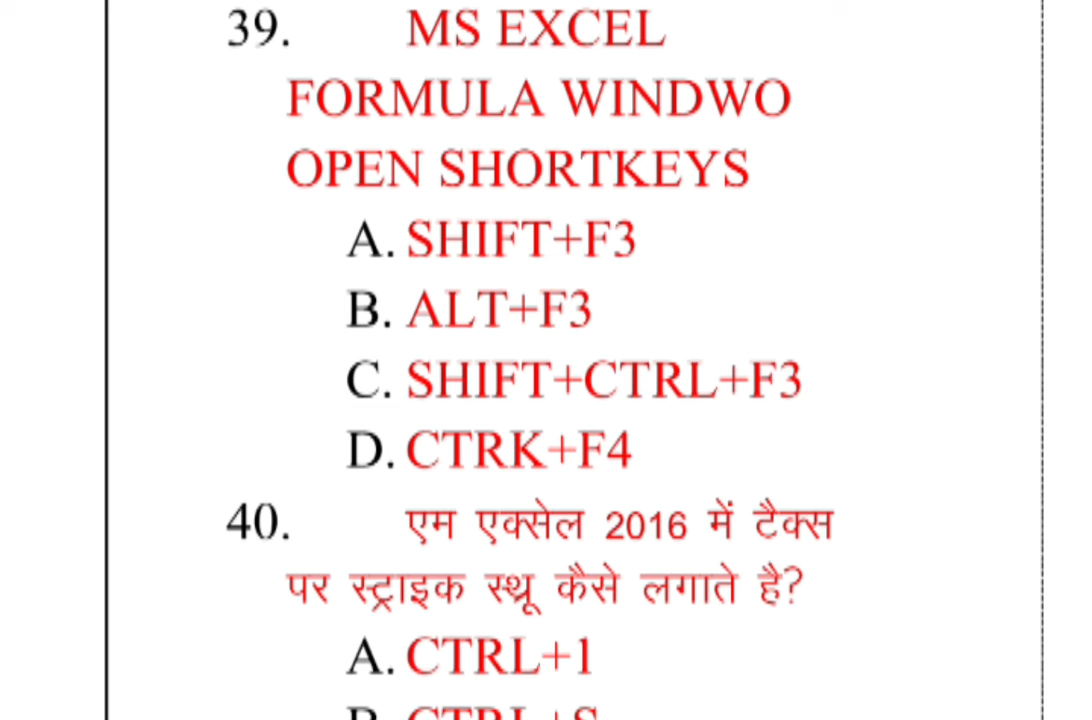 39. MS EXCEL
FORMULA WINDWO
OPEN SHORTKEYS
A. SHIFT+F3
B. ALT+F3
C. SHIFT+CTRL+F3
D. CTRK+F4
40. एम एक्सेल 2016 में टैक्स
पर स्ट्राइक स्थ्रू कैसे लगाते है?
A. CTRL+1
B. CTRL+S